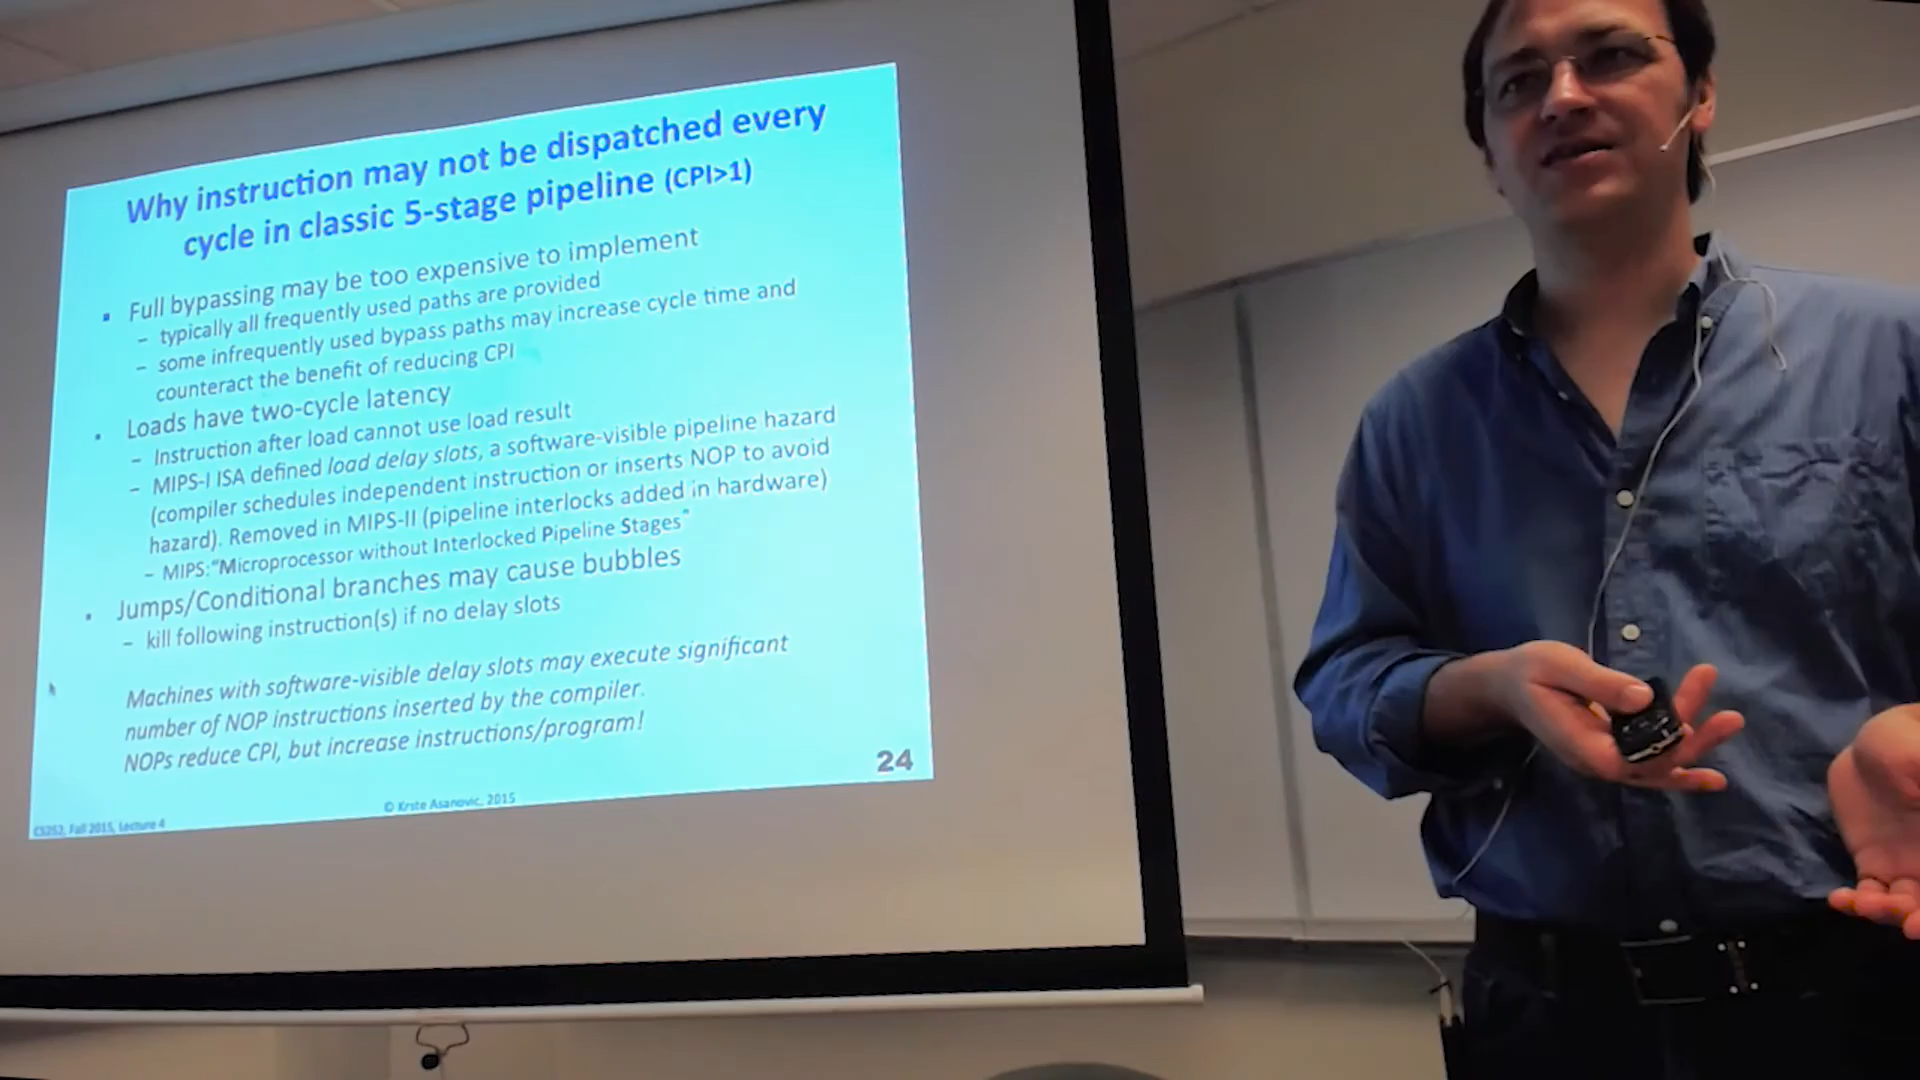 Why instruction may not be dispatched every
cycle in classic 5-stage pipeline (CPI>1)
▪ Full bypassing may be too expensive to implement
– typically all frequently used paths are provided
– some infrequently used bypass paths may increase cycle time and
counteract the benefit of reducing CPI
▪ Loads have two-cycle latency
– Instruction after load cannot use load result
– MIPS-I ISA defined load delay slots, a software-visible pipeline hazard
(compiler schedules independent instruction or inserts NOP to avoid
hazard). Removed in MIPS-II (pipeline interlocks added in hardware)
– MIPS:“Microprocessor without Interlocked Pipeline Stages”
▪ Jumps/Conditional branches may cause bubbles
– kill following instruction(s) if no delay slots
Machines with software-visible delay slots may execute significant
number of NOP instructions inserted by the compiler.
NOPs reduce CPI, but increase instructions/program!
24
© Krste Asanovic, 2015
CS252, Fall 2015, Lecture 4